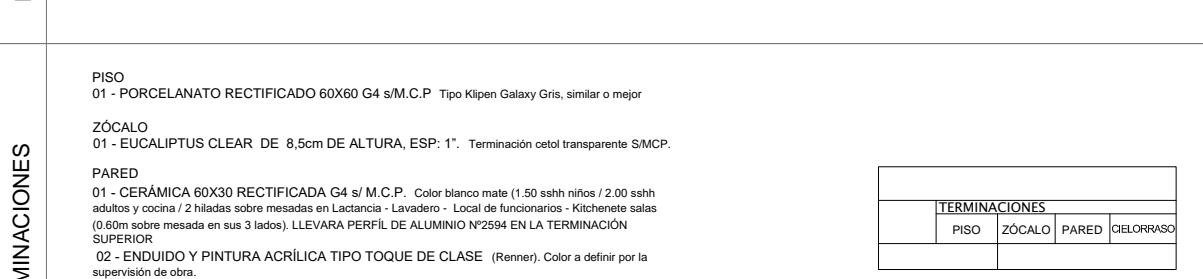 PISO
01 - PORCELANATO RECTIFICADO 60X60 G4 s/M.C.P Tipo Klipen Galaxy Gris, similar o mejor
ZÓCALO
01 - EUCALIPTUS CLEAR DE 8,5cm DE ALTURA, ESP: 1”. Terminación cetol transparente S/MCP.
PARED
01 - CERÁMICA 60X30 RECTIFICADA G4 s/ M.C.P. Color blanco mate (1.50 sshh niños / 2.00 sshh
adultos y cocina / 2 hiladas sobre mesadas en Lactancia - Lavadero - Local de funcionarios - Kitchenete salas
(0.60m sobre mesada en sus 3 lados). LLEVARA PERFÍL DE ALUMINIO Nº2594 EN LA TERMINACIÓN
SUPERIOR
02 - ENDUIDO Y PINTURA ACRÍLICA TIPO TOQUE DE CLASE (Renner). Color a definir por la
supervisión de obra.
MINACIONES
TERMINACIONES
PISO ZÓCALO PARED CIELORRASO